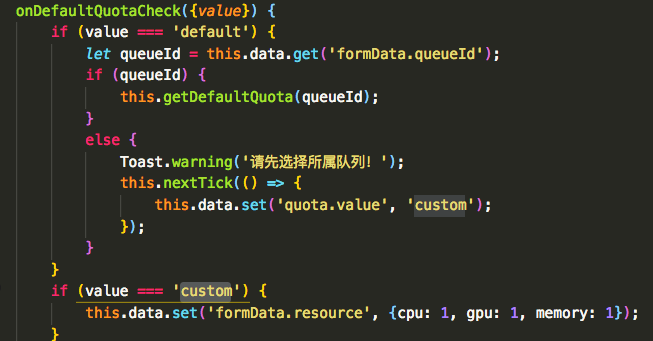 onDefaultQuotaCheck({value}) {
if (value === 'default') {
let queueId = this.data.get('formData.queueId');
if (queueId) {
this.getDefaultQuota(queueId);
}
else {
Toast.warning('请先选择所属队列！');
this.nextTick(() => {
this.data.set('quota.value', 'custom');
});
}
}
if (value === 'custom') {
this.data.set('formData.resource', {cpu: 1, gpu: 1, memory: 1});
}